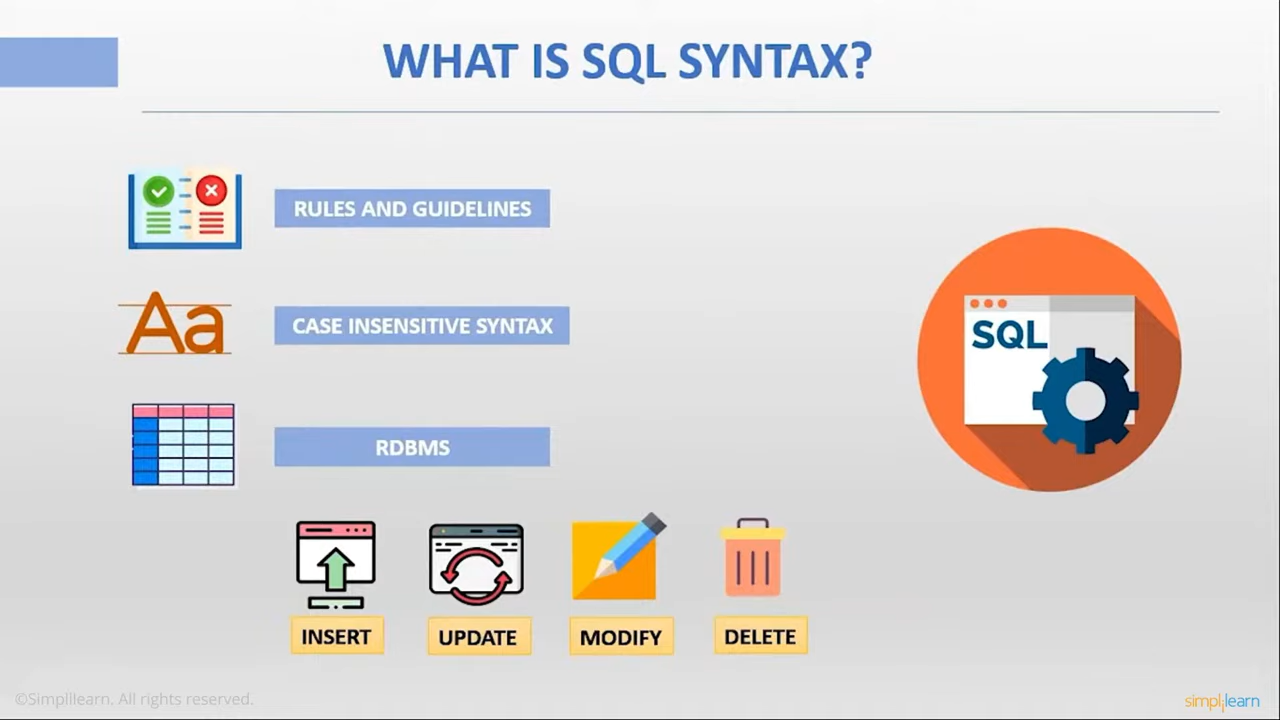 WHAT IS SQL SYNTAX?
RULES AND GUIDELINES
Aa
CASE INSENSITIVE SYNTAX
SQL
RDBMS
INSERT
UPDATE
MODIFY
DELETE
©Simplilearn. All rights reserved.
simplilearn